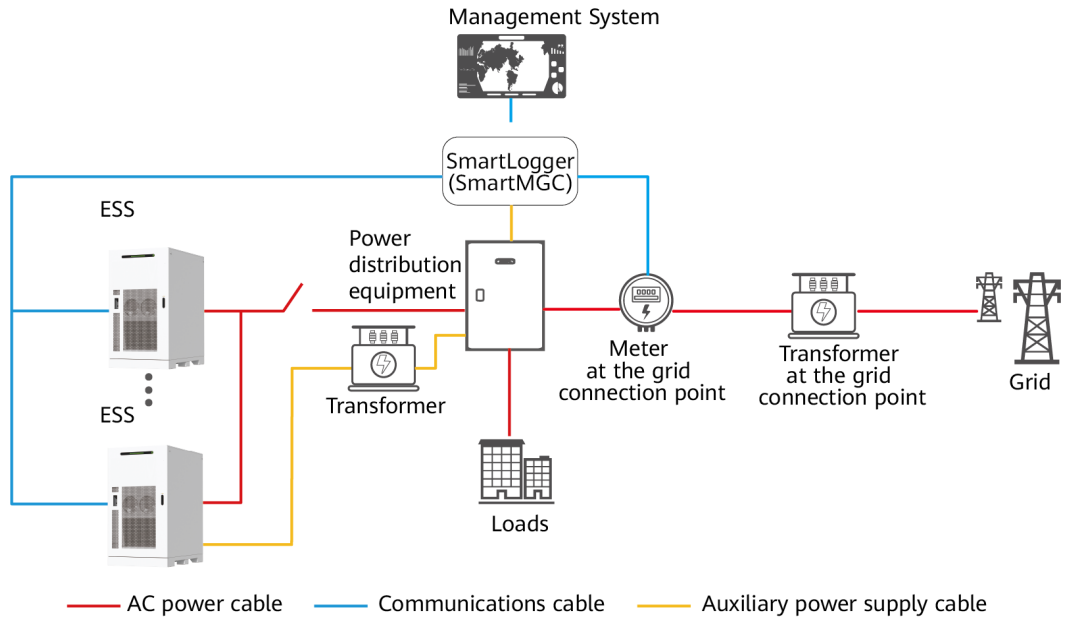 Management System
SmartLogger
(SmartMGC)
ESS
Power
distribution
equipment
Meter
at the grid
connection point
Transformer
at the grid
connection point
Grid
Transformer
ESS
Loads
AC power cable
Communications cable
Auxiliary power supply cable